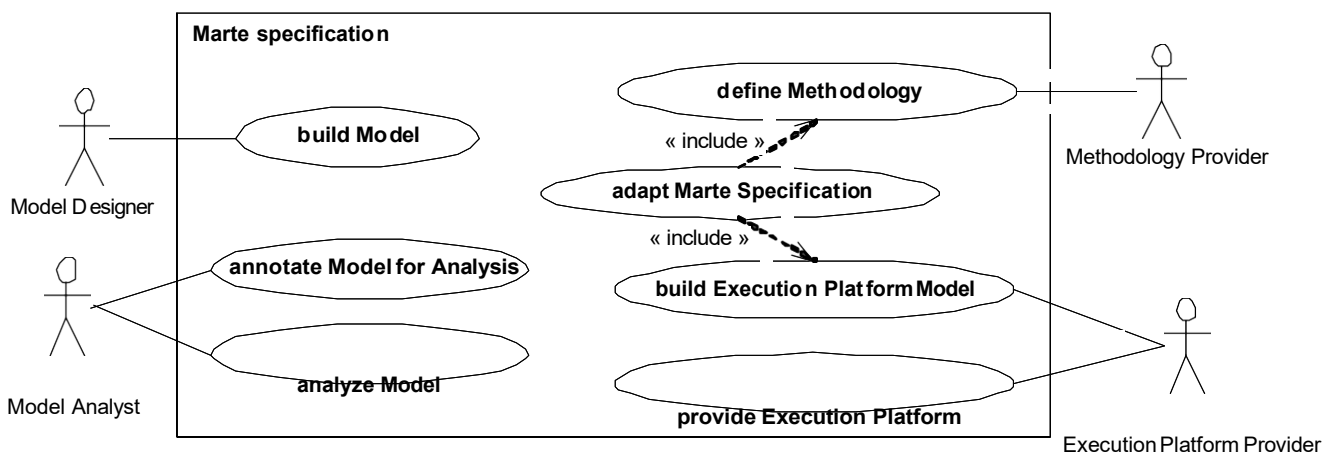 Marte specification
define Methodology
build Model
« include »
Methodology Provider
adapt Marte Specification
Model Designer
« include »
annotate Model for Analysis
build Execution Platform Model
analyze Model
Model Analyst
provide Execution Platform
Execution Platform Provider